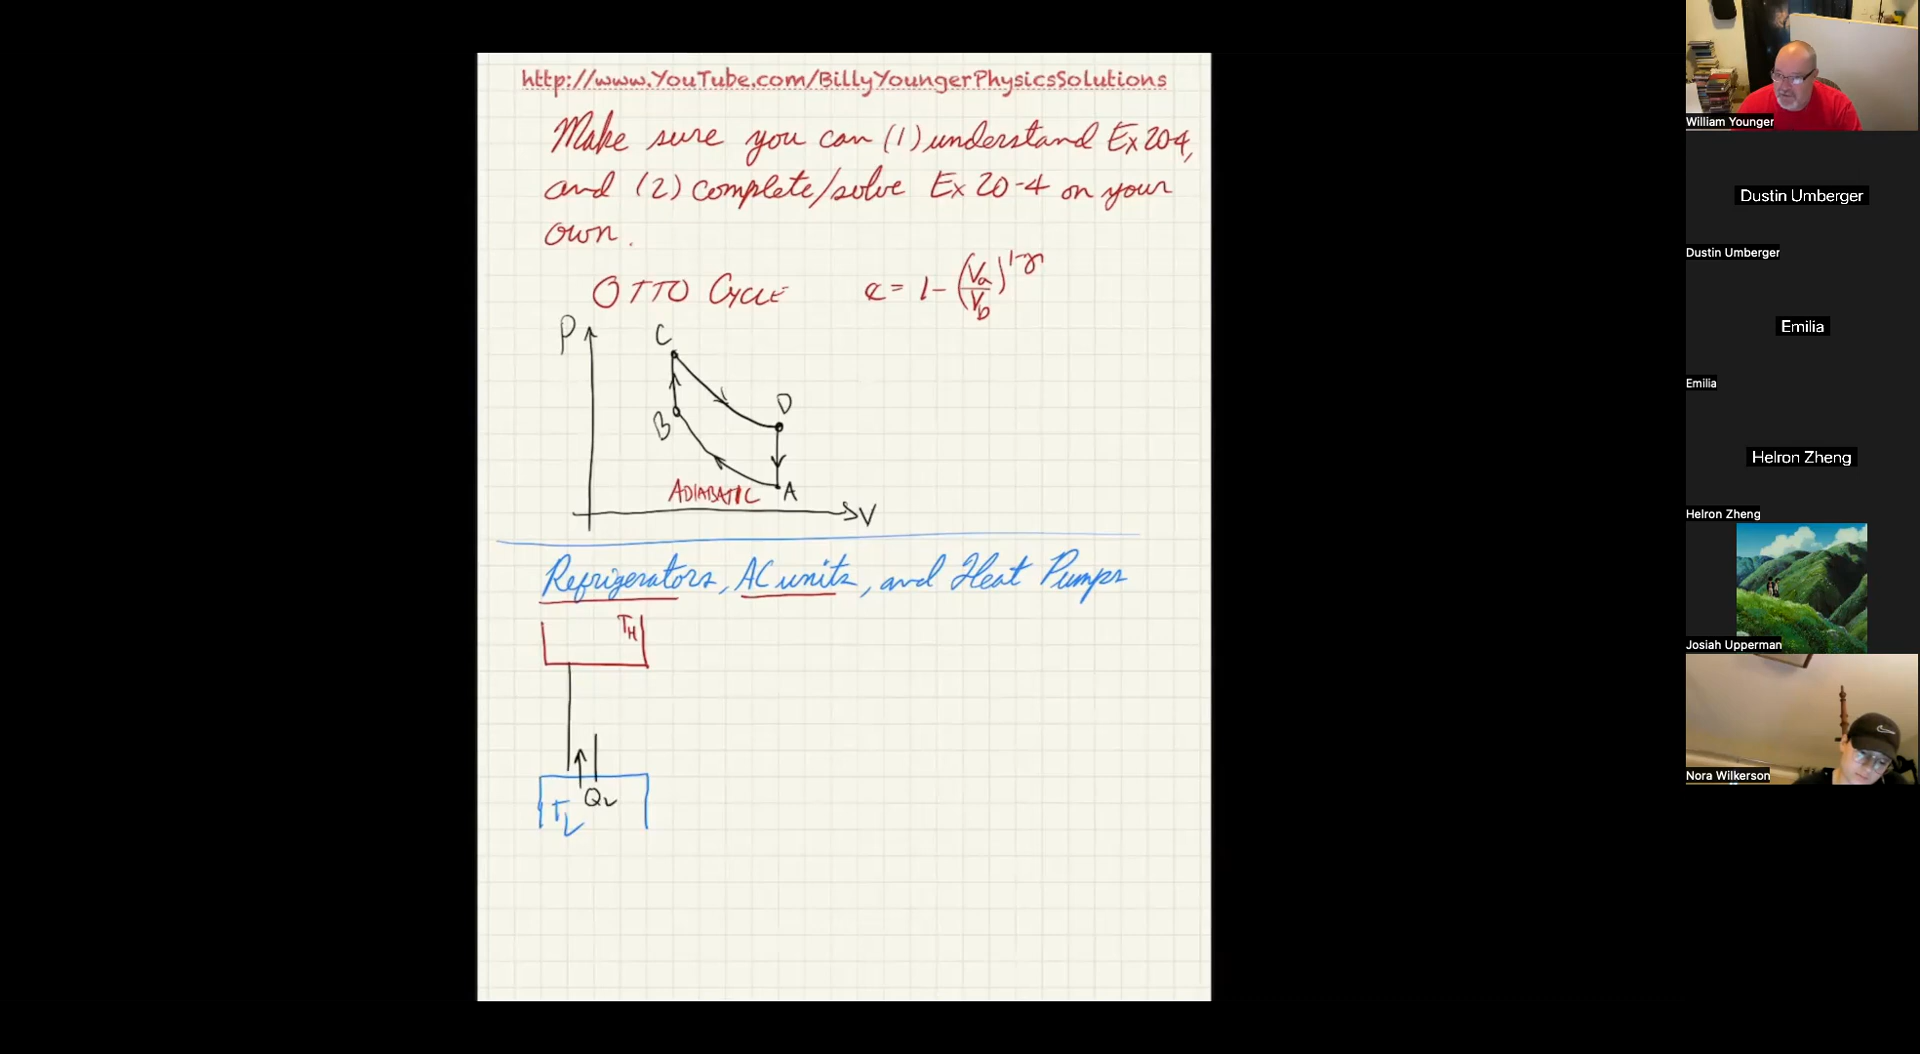 http://www.YouTube.com/BillyYoungerPhysicsSolutions
Make sure you can (1) understand Ex 20-4,
and (2) complete/solve Ex 20-4 on your
own.
OTTO CYCLE e = 1 - (Va/Vb)^1-γ
P
C
D
B
A
ADIABATIC
V
Refrigerators, AC units, and Heat Pumps
TH
QL
TL
William Younger
Dustin Umberger
Dustin Umberger
Emilia
Emilia
Helron Zheng
Helron Zheng
Josiah Upperman
Nora Wilkerson